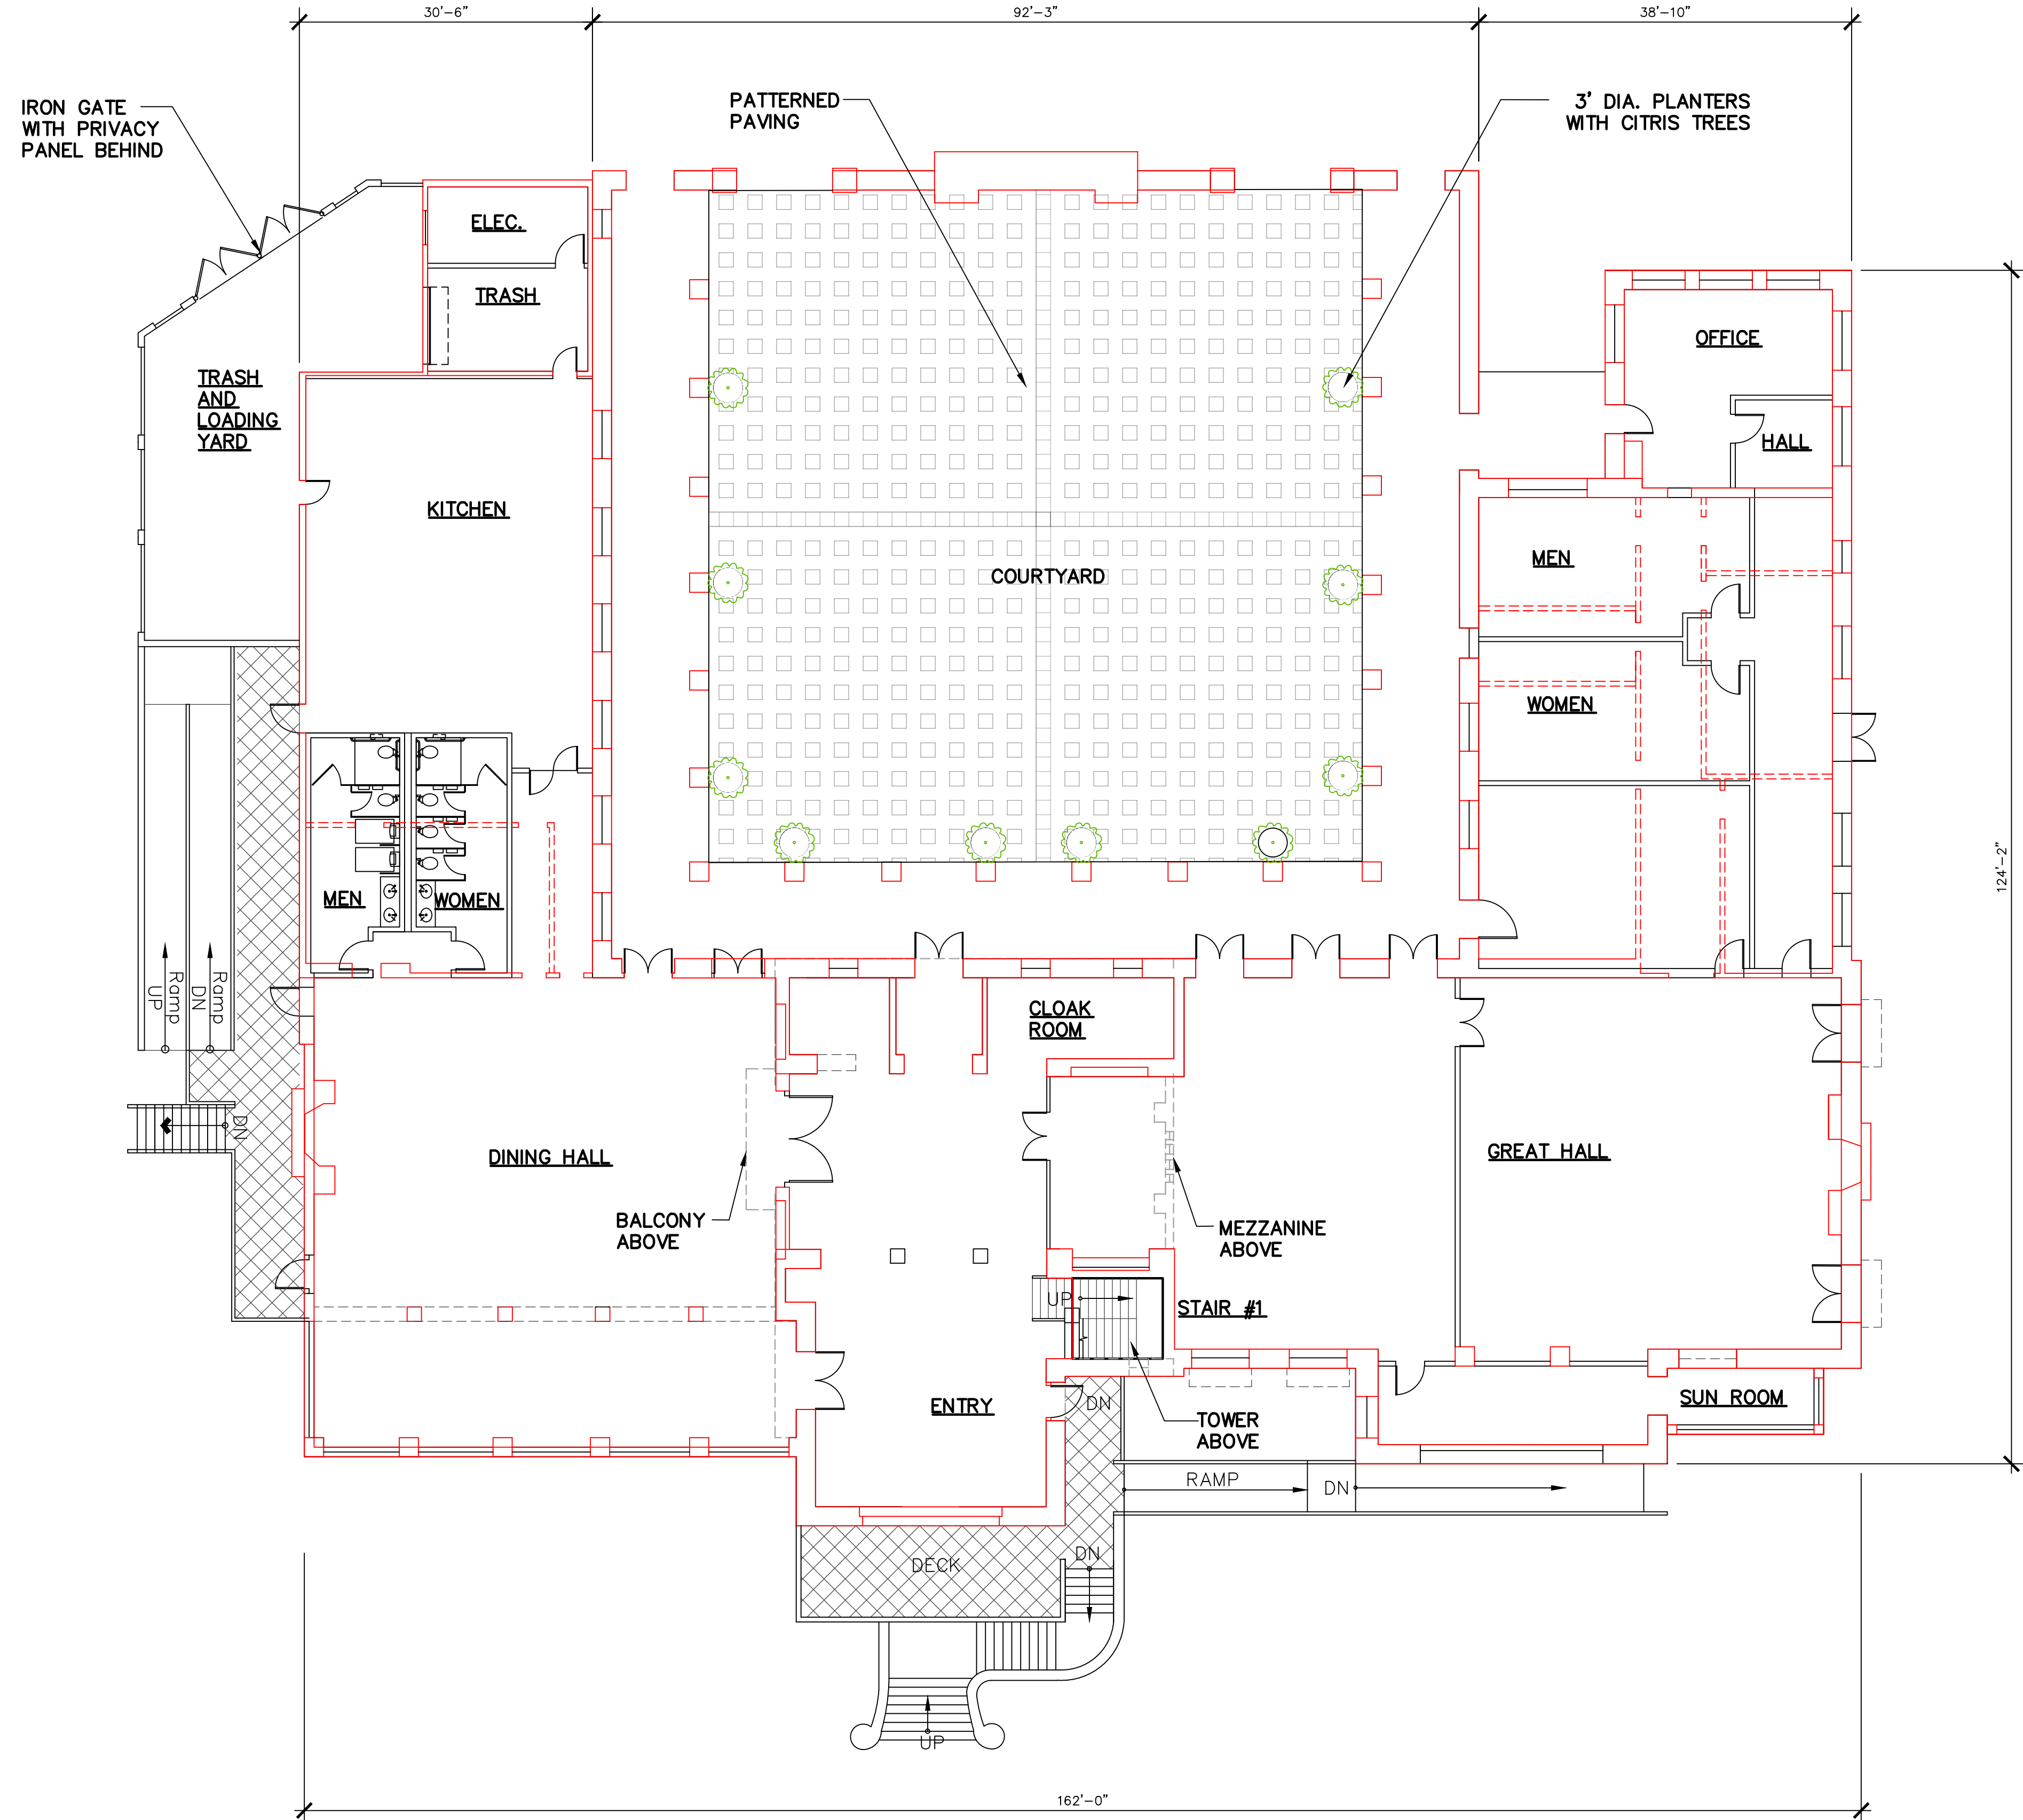 30'-6"
92'-3"
38'-10"
IRON GATE
WITH PRIVACY
PANEL BEHIND
PATTERNED
PAVING
3' DIA. PLANTERS
WITH CITRIS TREES
ELEC.
TRASH
OFFICE
TRASH
AND
LOADING
YARD
HALL
KITCHEN
MEN
COURTYARD
WOMEN
124'-2"
MEN
WOMEN
Ramp
UP
Ramp
DN
CLOAK
ROOM
DN
DINING HALL
GREAT HALL
BALCONY
ABOVE
MEZZANINE
ABOVE
UP
STAIR #1
ENTRY
DN
SUN ROOM
TOWER
ABOVE
RAMP
DN
DECK
DN
UP
162'-0"